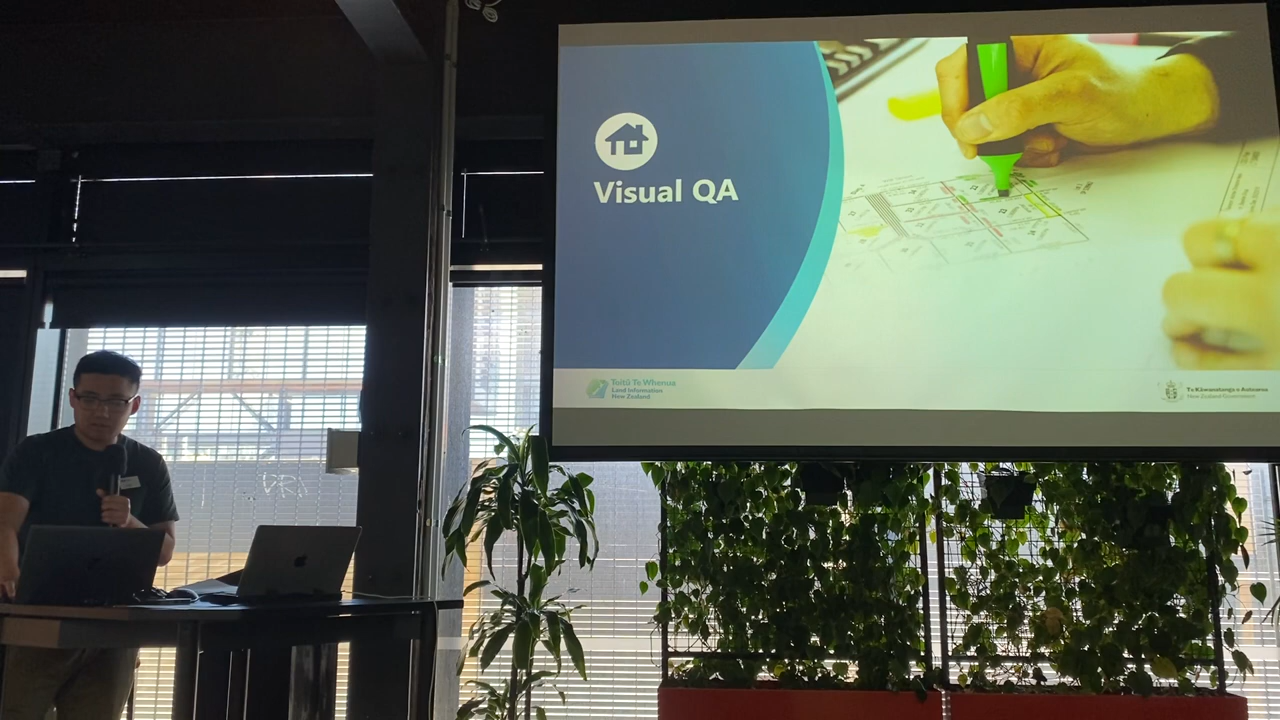 Visual QA
Toitū Te Whenua
Land Information
New Zealand
Te Kāwanatanga o Aotearoa
New Zealand Government